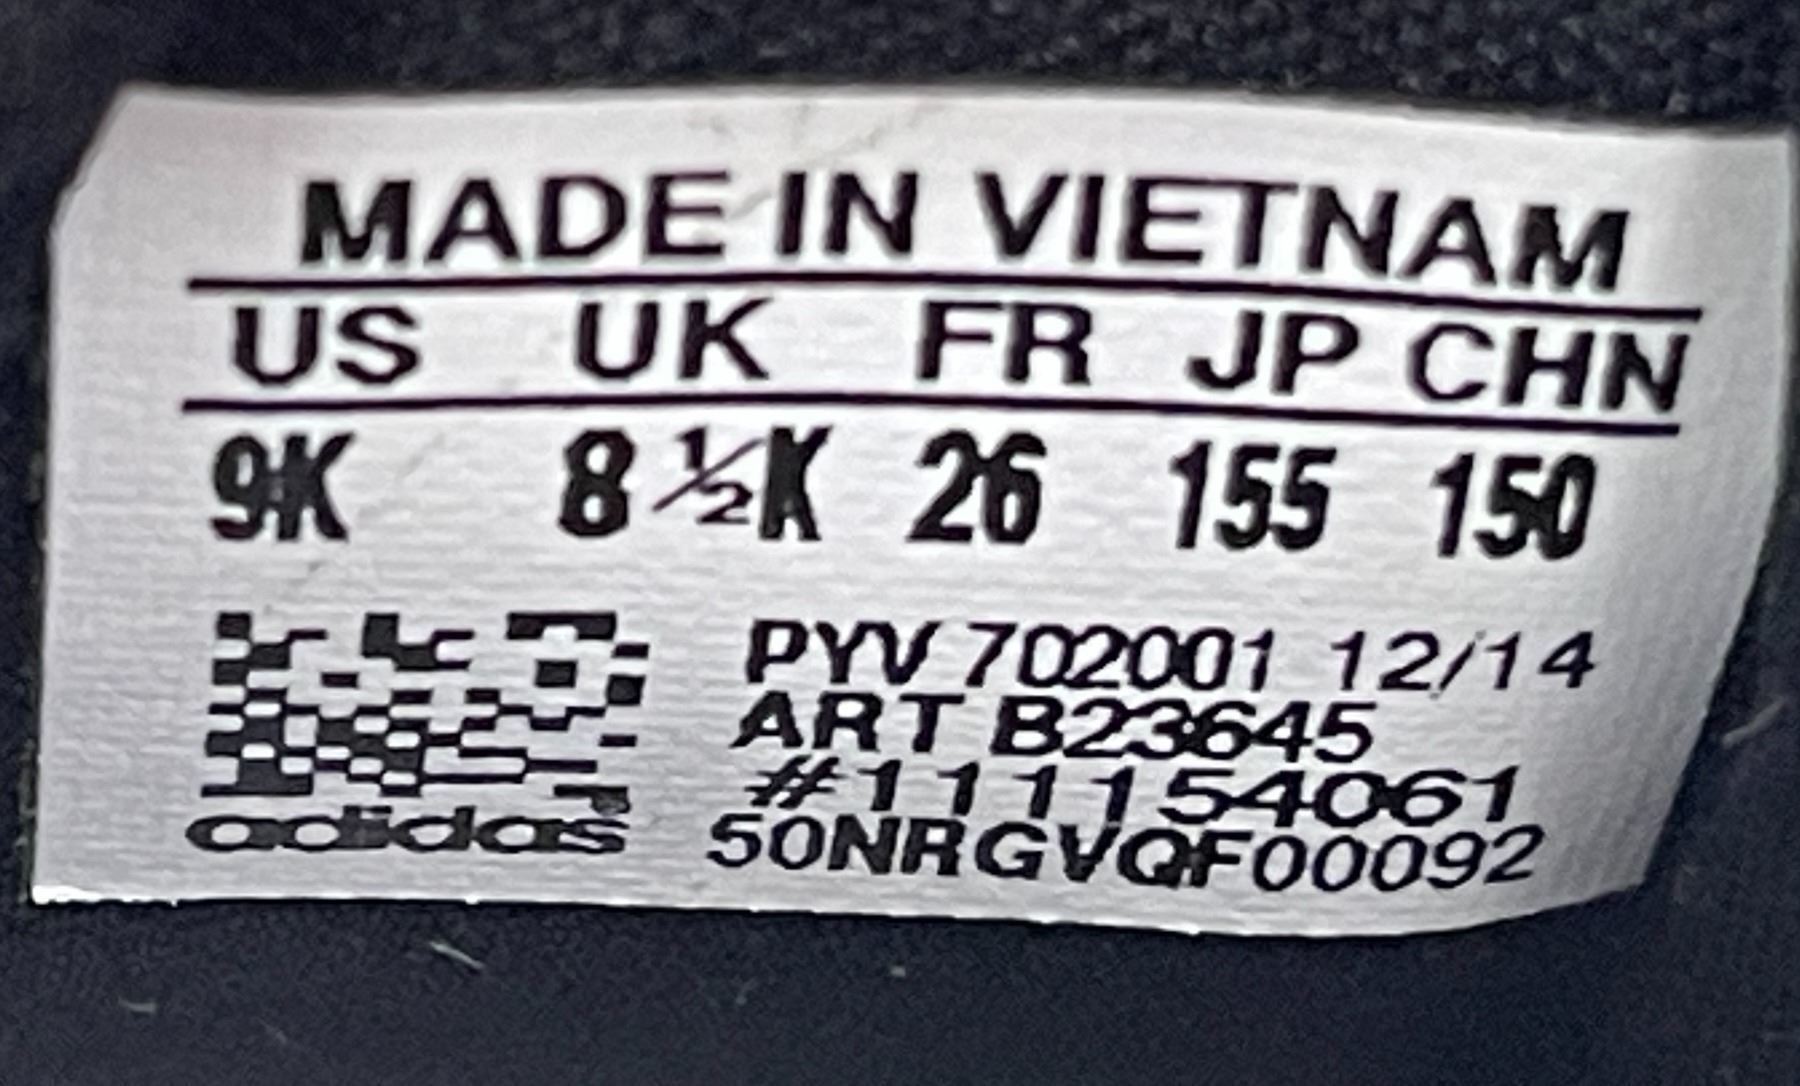 MADE IN VIETNAM
US UK FR JP CHN
9K 8 ½K 26 155 150
PYV 702001 12/14
ART B23645
#111154061
adidas 50NRGVQF00092